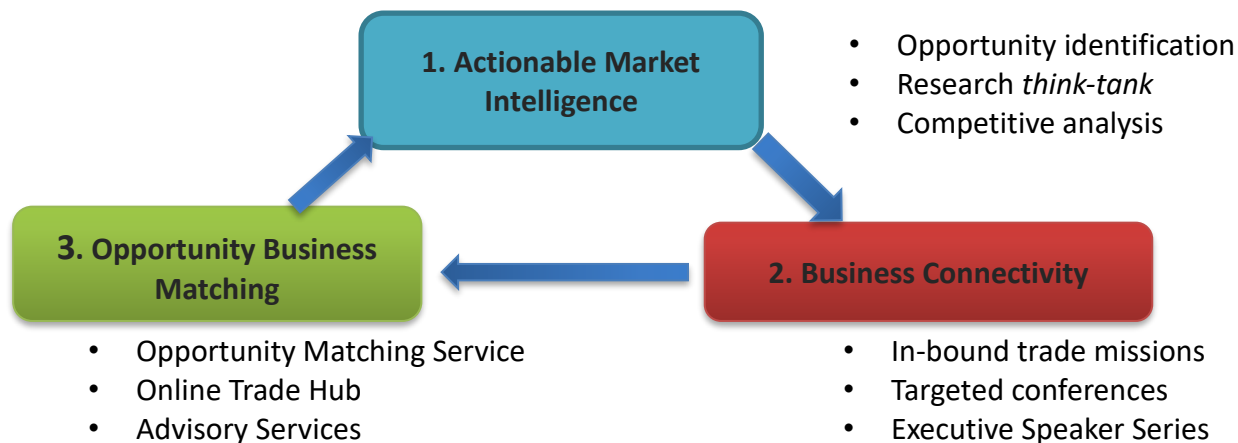 1. Actionable Market
Intelligence
• Opportunity identification
• Research think-tank
• Competitive analysis
3. Opportunity Business
Matching
2. Business Connectivity
• Opportunity Matching Service
• Online Trade Hub
• Advisory Services
• In-bound trade missions
• Targeted conferences
• Executive Speaker Series